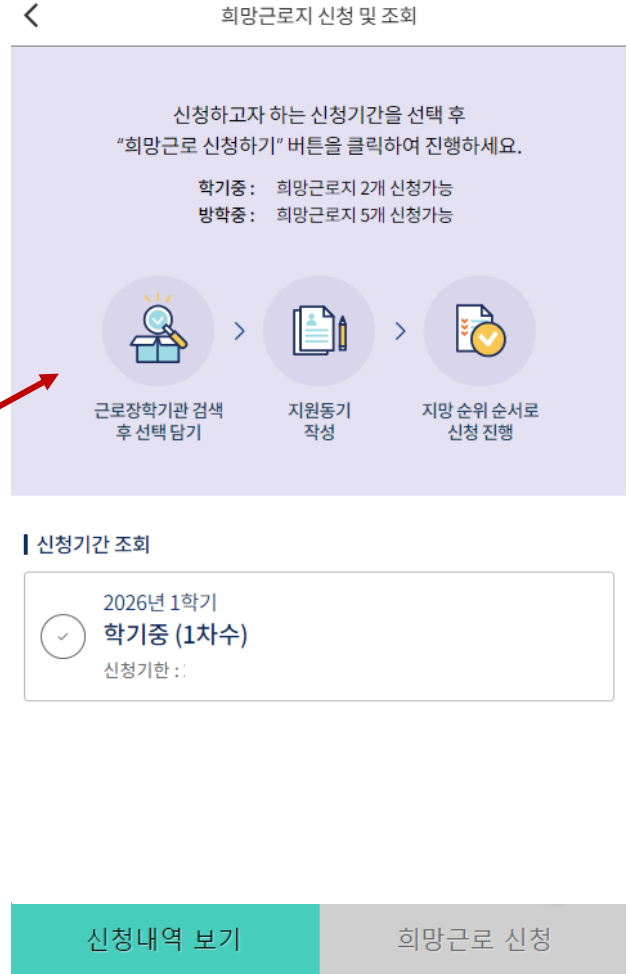 희망근로지 신청 및 조회
신청하고자 하는 신청기간을 선택 후
“희망근로 신청하기” 버튼을 클릭하여 진행하세요.
학기중 : 희망근로지 2개 신청가능
방학중 : 희망근로지 5개 신청가능
근로장학기관 검색
후 선택 담기
지원동기
작성
지망 순위 순서로
신청 진행
신청기간 조회
2026년 1학기
학기중 (1차수)
신청기한 :
신청내역 보기
희망근로 신청